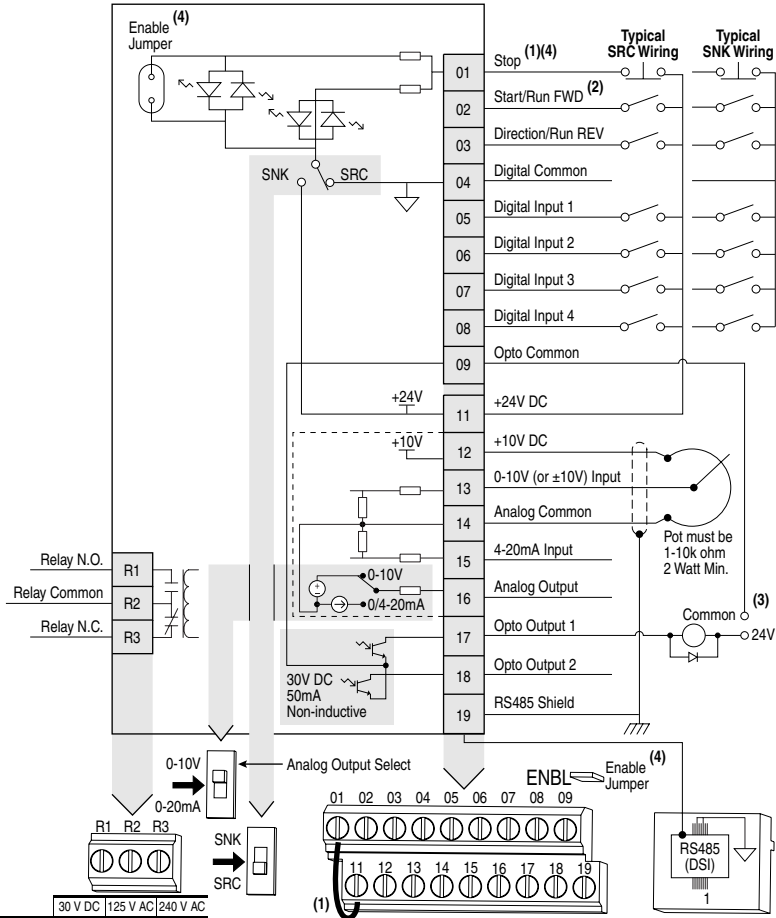 Enable (4)
Jumper
Typical
SRC Wiring
Typical
SNK Wiring
01
Stop (1)(4)
02
Start/Run FWD (2)
03
Direction/Run REV
SNK
SRC
04
Digital Common
05
Digital Input 1
06
Digital Input 2
07
Digital Input 3
08
Digital Input 4
09
Opto Common
+24V
11
+24V DC
+10V
12
+10V DC
13
0-10V (or ±10V) Input
14
Analog Common
Pot must be
1-10k ohm
2 Watt Min.
15
4-20mA Input
Relay N.O.
R1
0-10V
Relay Common
R2
0/4-20mA
16
Analog Output
Relay N.C.
R3
Common (3)
24V
17
Opto Output 1
30V DC
50mA
Non-inductive
18
Opto Output 2
19
RS485 Shield
0-10V
0-20mA
Analog Output Select
ENBL
Enable (4)
Jumper
01 02 03 04 05 06 07 08 09
R1 R2 R3
SNK
SRC
11 12 13 14 15 16 17 18 19
(1)
RS485
(DSI)
1
30 V DC 125 V AC 240 V AC